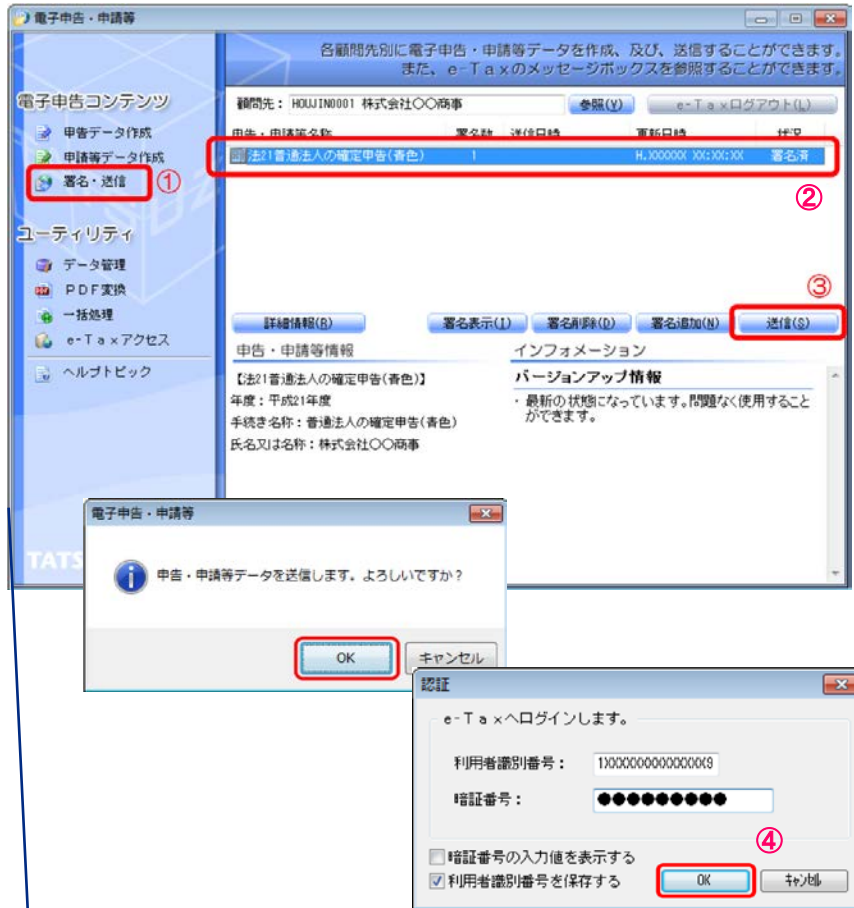 電子申告・申請等
各顧問先別に電子申告・申請等データを作成、及び、送信することができます。
また、e-Taxのメッセージボックスを参照することができます。
電子申告コンテンツ
申告データ作成
申請等データ作成
署名・送信
①
ユーティリティ
データ管理
PDF変換
一括処理
e-Taxアクセス
ヘルプトピック
顧問先： HOUJIN0001 株式会社〇〇商事
参照(V)
e-Taxログアウト(L)
申告・申請等名称 署名数 送信日時 更新日時 状況
法21普通法人の確定申告(青色) 1 H.XXXXXX XX:XX:XX 署名済
②
③
詳細情報(R) 署名表示(I) 署名削除(D) 署名追加(N) 送信(S)
申告・申請等情報
【法21普通法人の確定申告(青色)】
年度：平成21年度
手続き名称：普通法人の確定申告(青色)
氏名又は名称：株式会社〇〇商事
インフォメーション
バージョンアップ情報
・最新の状態になっています。問題なく使用すること
ができます。
TATS
電子申告・申請等
申告・申請等データを送信します。よろしいですか？
OK キャンセル
認証
e-Taxへログインします。
利用者識別番号：
暗証番号： ●●●●●●●●●
暗証番号の入力値を表示する
利用者識別番号を保存する
④
OK キャンセル